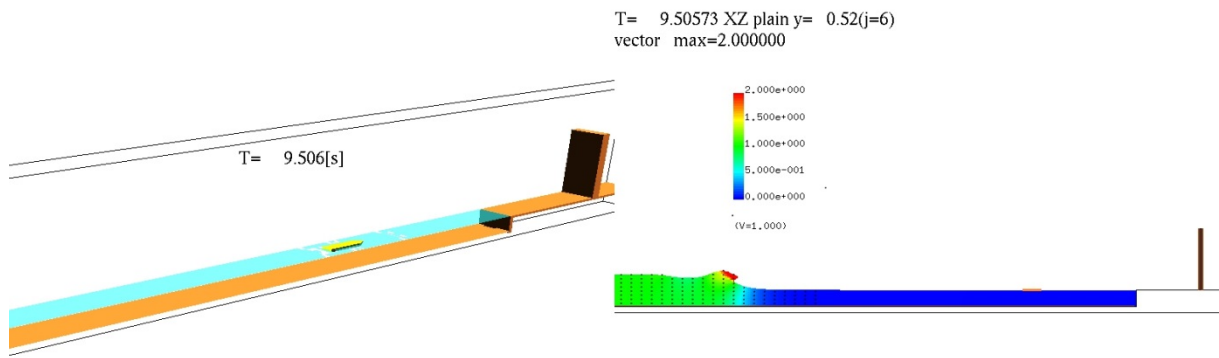 T=    9.506[s]
T=    9.50573 XZ plain y=   0.52(j=6)
vector   max=2.000000
2.000e+000
1.500e+000
1.000e+000
5.000e-001
0.000e+000
(V=1.000)